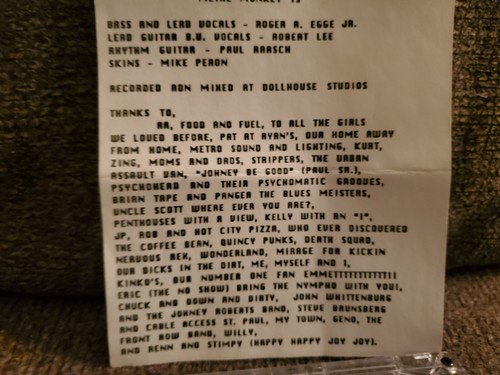 METAL MONKEY IS
BASS AND LEAD VOCALS - ROGER A. EGGE JR.
LEAD GUITAR B.U. VOCALS - ROBERT LEE
RHYTHM GUITAR - PAUL RAASCH
SKINS - MIKE PERON
RECORDED AON MIXED AT DOLLHOUSE STUDIOS
THANKS TO,
AA, FOOD AND FUEL, TO ALL THE GIRLS
WE LOVED BEFORE, PAT AT RYAN'S, OUR HOME AWAY
FROM HOME, METRO SOUND AND LIGHTING, KURT,
ZING, MOMS AND DADS, STRIPPERS, THE URBAN
ASSAULT VAN, "JOHNEY BE GOOD" (PAUL SR.),
PSYCHOHEAD AND THEIR PSYCHOMATIC GROOVES,
BRIAN TAPE AND PANGER THE BLUES MEISTERS,
UNCLE SCOTT WHERE EVER YOU ARE?,
PENTHOUSES WITH A VIEW, KELLY WITH AN "I",
JP, ROB AND HOT CITY PIZZA, WHO EVER DISCOVERED
THE COFFEE BEAN, QUINCY PUNKS, DEATH SQUAD,
NERVOUS REX, WONDERLAND, MIRAGE FOR KICKIN
OUR DICKS IN THE DIRT, ME, MYSELF AND I,
KINKO'S, OUR NUMBER ONE FAN EMMETTTTTTTTTTTT!!
ERIC (THE NO SHOW) BRING THE NYMPHO WITH YOU!,
CHUCK AND DOWN AND DIRTY, JOHN WHITTENBURG
AND THE JOHNEY ROBERTS BAND, STEVE BRUNSBERG
AND CABLE ACCESS ST. PAUL, MY TOWN, GENO, THE
FRONT ROW BAND, WILLY,
AND RENN AND STIMPY (HAPPY HAPPY JOY JOY).